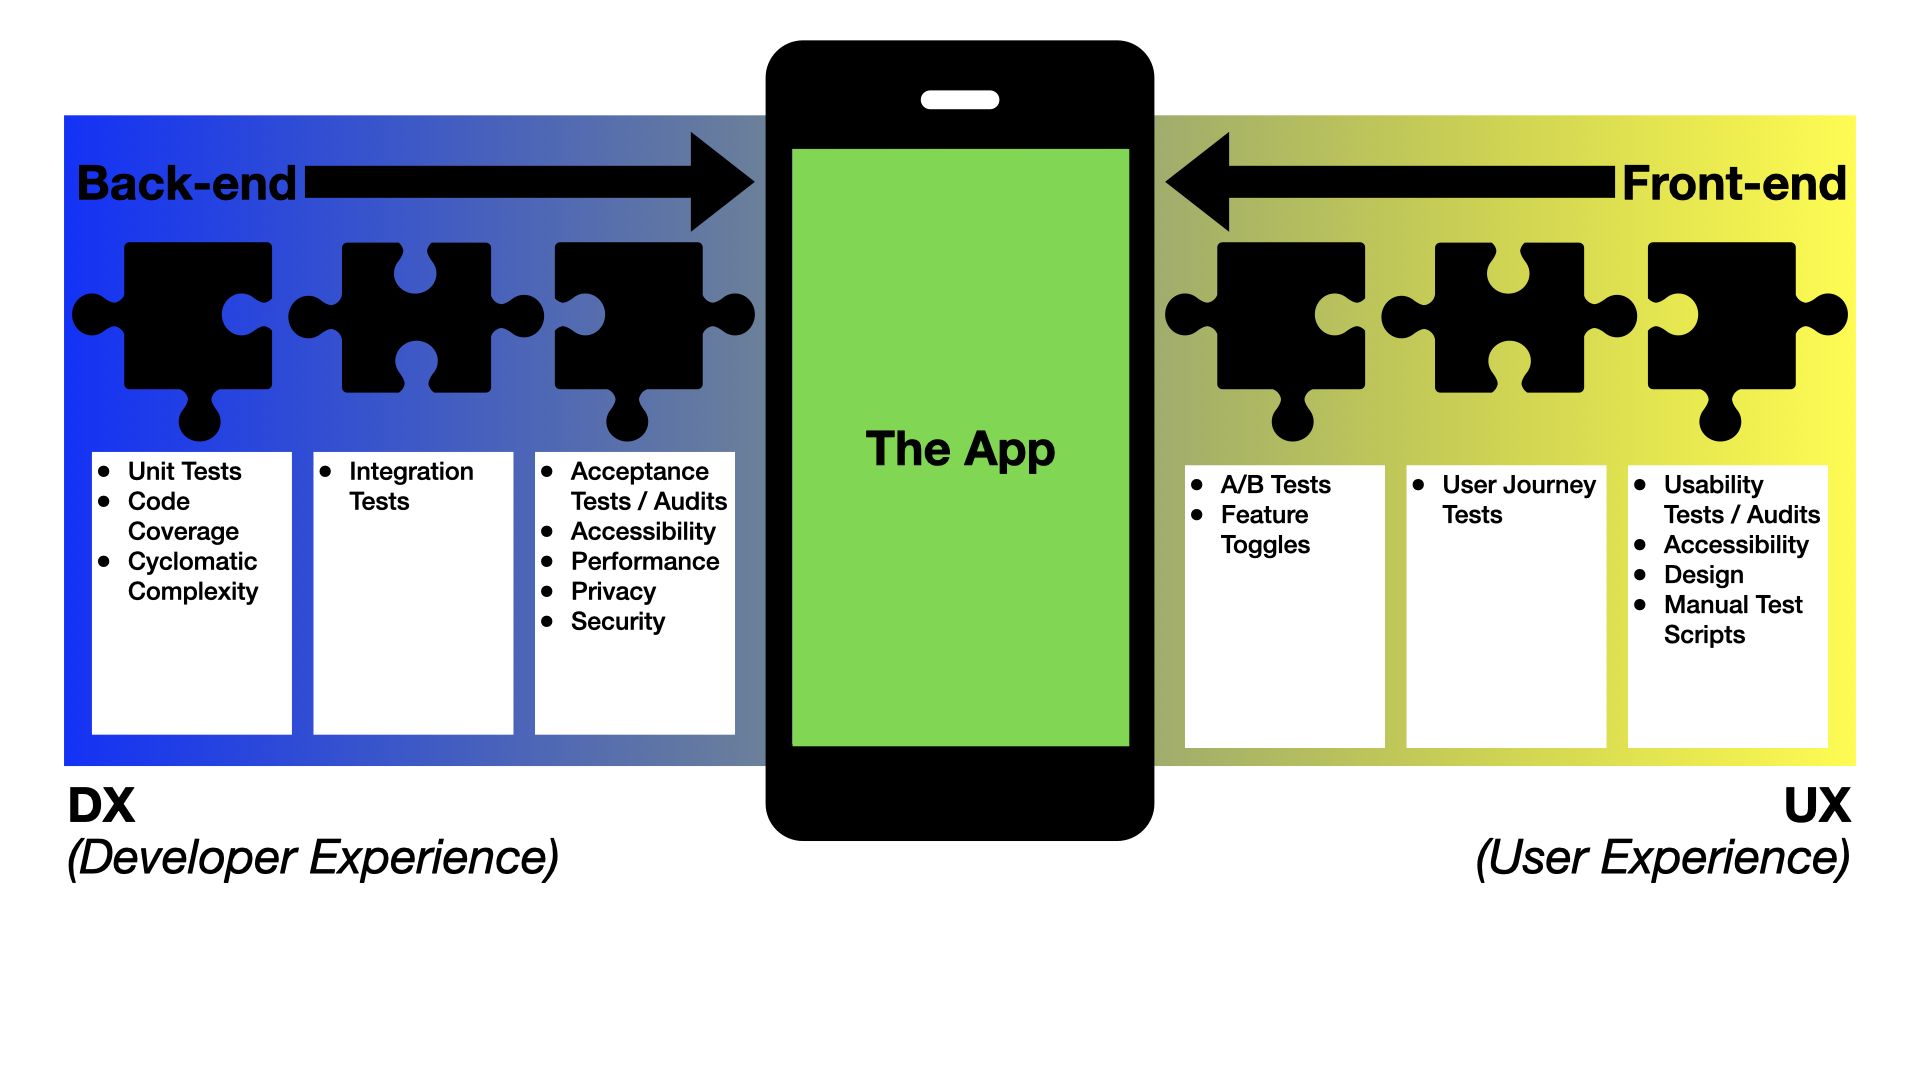 Back-end
Front-end
The App
• Unit Tests
• Code
Coverage
• Cyclomatic
Complexity
• Integration
Tests
• Acceptance
Tests / Audits
• Accessibility
• Performance
• Privacy
• Security
• A/B Tests
• Feature
Toggles
• User Journey
Tests
• Usability
Tests / Audits
• Accessibility
• Design
• Manual Test
Scripts
DX
(Developer Experience)
UX
(User Experience)